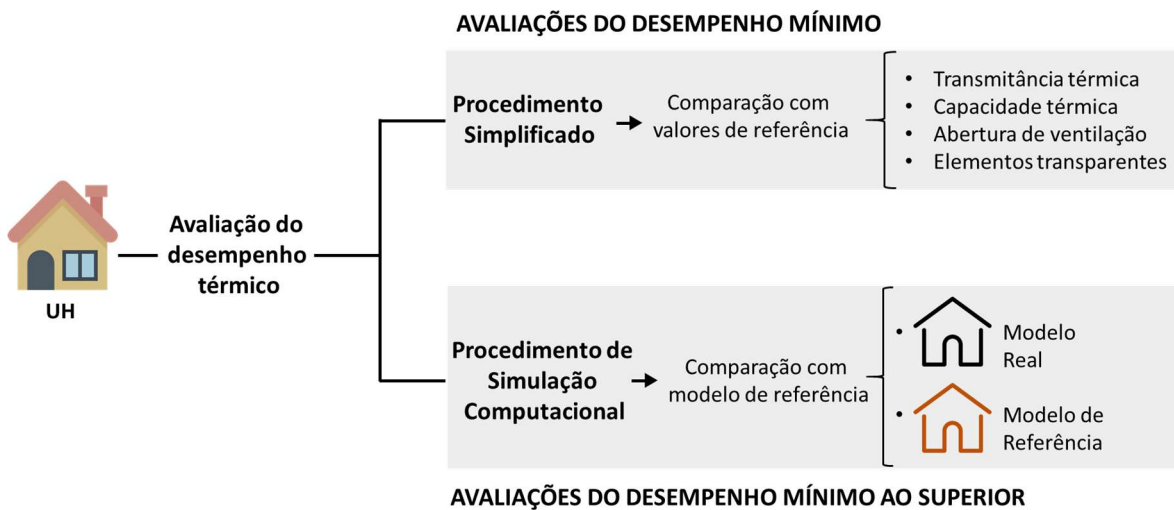 AVALIAÇÕES DO DESEMPENHO MÍNIMO
Procedimento
Simplificado
Comparação com
valores de referência
• Transmitância térmica
• Capacidade térmica
• Abertura de ventilação
• Elementos transparentes
UH
Avaliação do
desempenho
térmico
Procedimento de
Simulação
Computacional
Comparação com
modelo de referência
• Modelo
Real
• Modelo de
Referência
AVALIAÇÕES DO DESEMPENHO MÍNIMO AO SUPERIOR